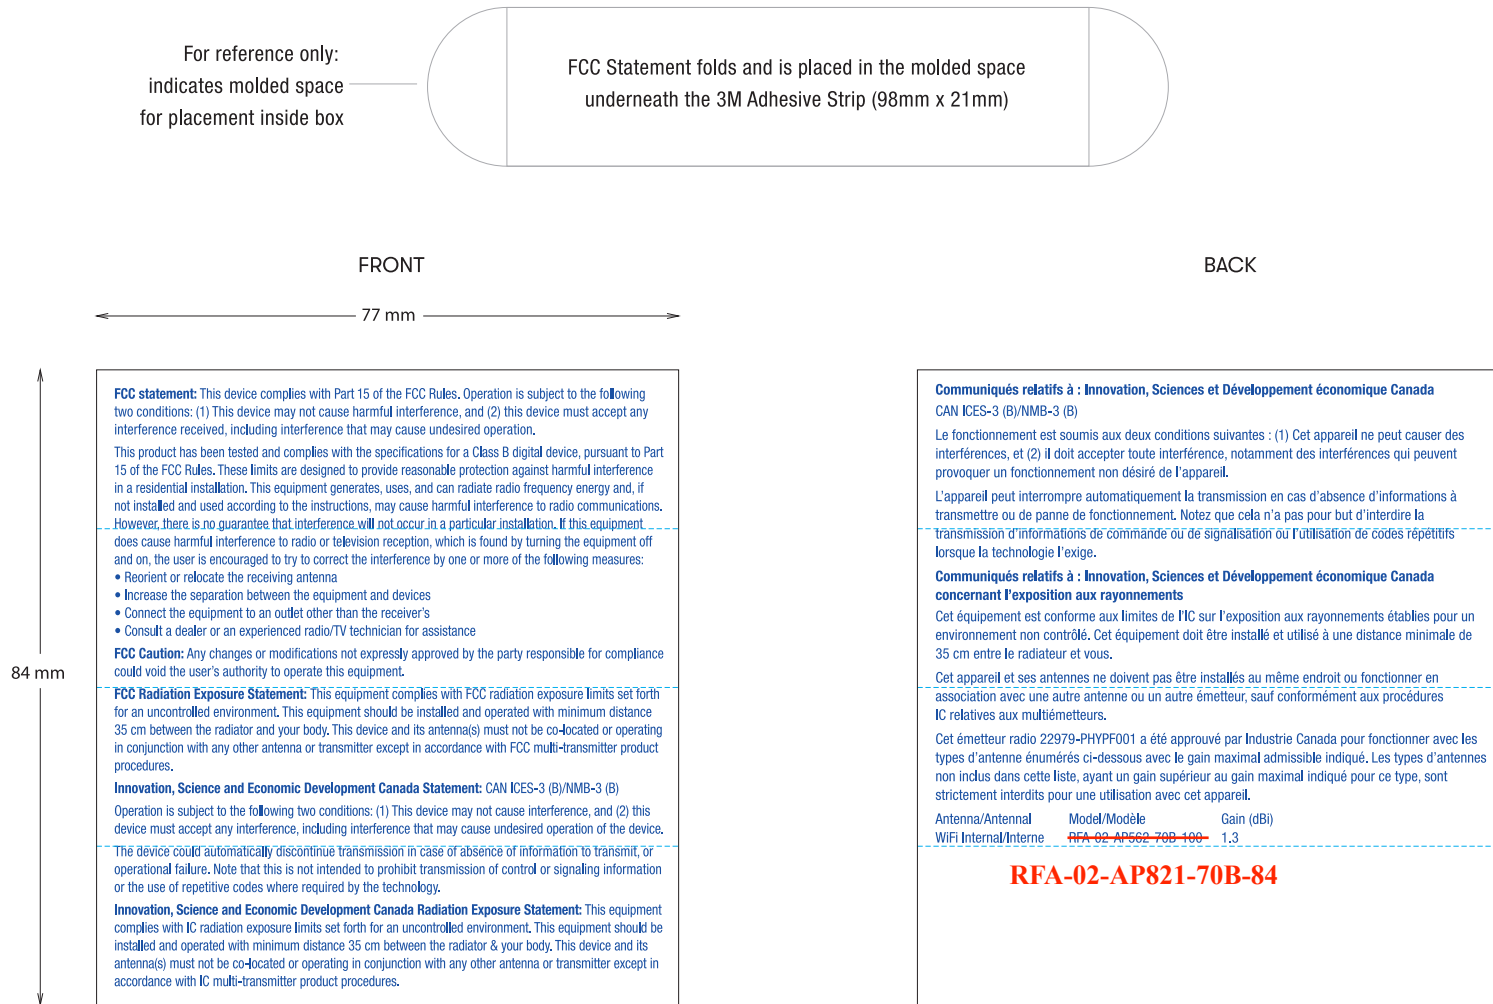 For reference only:
indicates molded space
for placement inside box
FCC Statement folds and is placed in the molded space
underneath the 3M Adhesive Strip (98mm x 21mm)
FRONT
BACK
77 mm
84 mm
FCC statement: This device complies with Part 15 of the FCC Rules. Operation is subject to the following
two conditions: (1) This device may not cause harmful interference, and (2) this device must accept any
interference received, including interference that may cause undesired operation.
This product has been tested and complies with the specifications for a Class B digital device, pursuant to Part
15 of the FCC Rules. These limits are designed to provide reasonable protection against harmful interference
in a residential installation. This equipment generates, uses, and can radiate radio frequency energy and, if
not installed and used according to the instructions, may cause harmful interference to radio communications.
However, there is no guarantee that interference will not occur in a particular installation. If this equipment
does cause harmful interference to radio or television reception, which is found by turning the equipment off
and on, the user is encouraged to try to correct the interference by one or more of the following measures:
• Reorient or relocate the receiving antenna
• Increase the separation between the equipment and devices
• Connect the equipment to an outlet other than the receiver's
• Consult a dealer or an experienced radio/TV technician for assistance
FCC Caution: Any changes or modifications not expressly approved by the party responsible for compliance
could void the user's authority to operate this equipment.
FCC Radiation Exposure Statement: This equipment complies with FCC radiation exposure limits set forth
for an uncontrolled environment. This equipment should be installed and operated with minimum distance
35 cm between the radiator and your body. This device and its antenna(s) must not be co-located or operating
in conjunction with any other antenna or transmitter except in accordance with FCC multi-transmitter product
procedures.
Innovation, Science and Economic Development Canada Statement: CAN ICES-3 (B)/NMB-3 (B)
Operation is subject to the following two conditions: (1) This device may not cause interference, and (2) this
device must accept any interference, including interference that may cause undesired operation of the device.
The device could automatically discontinue transmission in case of absence of information to transmit, or
operational failure. Note that this is not intended to prohibit transmission of control or signaling information
or the use of repetitive codes where required by the technology.
Innovation, Science and Economic Development Canada Radiation Exposure Statement: This equipment
complies with IC radiation exposure limits set forth for an uncontrolled environment. This equipment should be
installed and operated with minimum distance 35 cm between the radiator & your body. This device and its
antenna(s) must not be co-located or operating in conjunction with any other antenna or transmitter except in
accordance with IC multi-transmitter product procedures.
Communiqués relatifs à : Innovation, Sciences et Développement économique Canada
CAN ICES-3 (B)/NMB-3 (B)
Le fonctionnement est soumis aux deux conditions suivantes : (1) Cet appareil ne peut causer des
interférences, et (2) il doit accepter toute interférence, notamment des interférences qui peuvent
provoquer un fonctionnement non désiré de l'appareil.
L'appareil peut interrompre automatiquement la transmission en cas d'absence d'informations à
transmettre ou de panne de fonctionnement. Notez que cela n'a pas pour but d'interdire la
transmission d'informations de commande ou de signalisation ou l'utilisation de codes répétitifs
lorsque la technologie l'exige.
Communiqués relatifs à : Innovation, Sciences et Développement économique Canada
concernant l'exposition aux rayonnements
Cet équipement est conforme aux limites de l'IC sur l'exposition aux rayonnements établies pour un
environnement non contrôlé. Cet équipement doit être installé et utilisé à une distance minimale de
35 cm entre le radiateur et vous.
Cet appareil et ses antennes ne doivent pas être installés au même endroit ou fonctionner en
association avec une autre antenne ou un autre émetteur, sauf conformément aux procédures
IC relatives aux multiémetteurs.
Cet émetteur radio 22979-PHYPF001 a été approuvé par Industrie Canada pour fonctionner avec les
types d'antenne énumérés ci-dessous avec le gain maximal admissible indiqué. Les types d'antennes
non inclus dans cette liste, ayant un gain supérieur au gain maximal indiqué pour ce type, sont
strictement interdits pour une utilisation avec cet appareil.
Antenna/Antennal Model/Modèle Gain (dBi)
WiFi Internal/Interne RFA-02-AP562-70B-100 1.3
RFA-02-AP821-70B-84